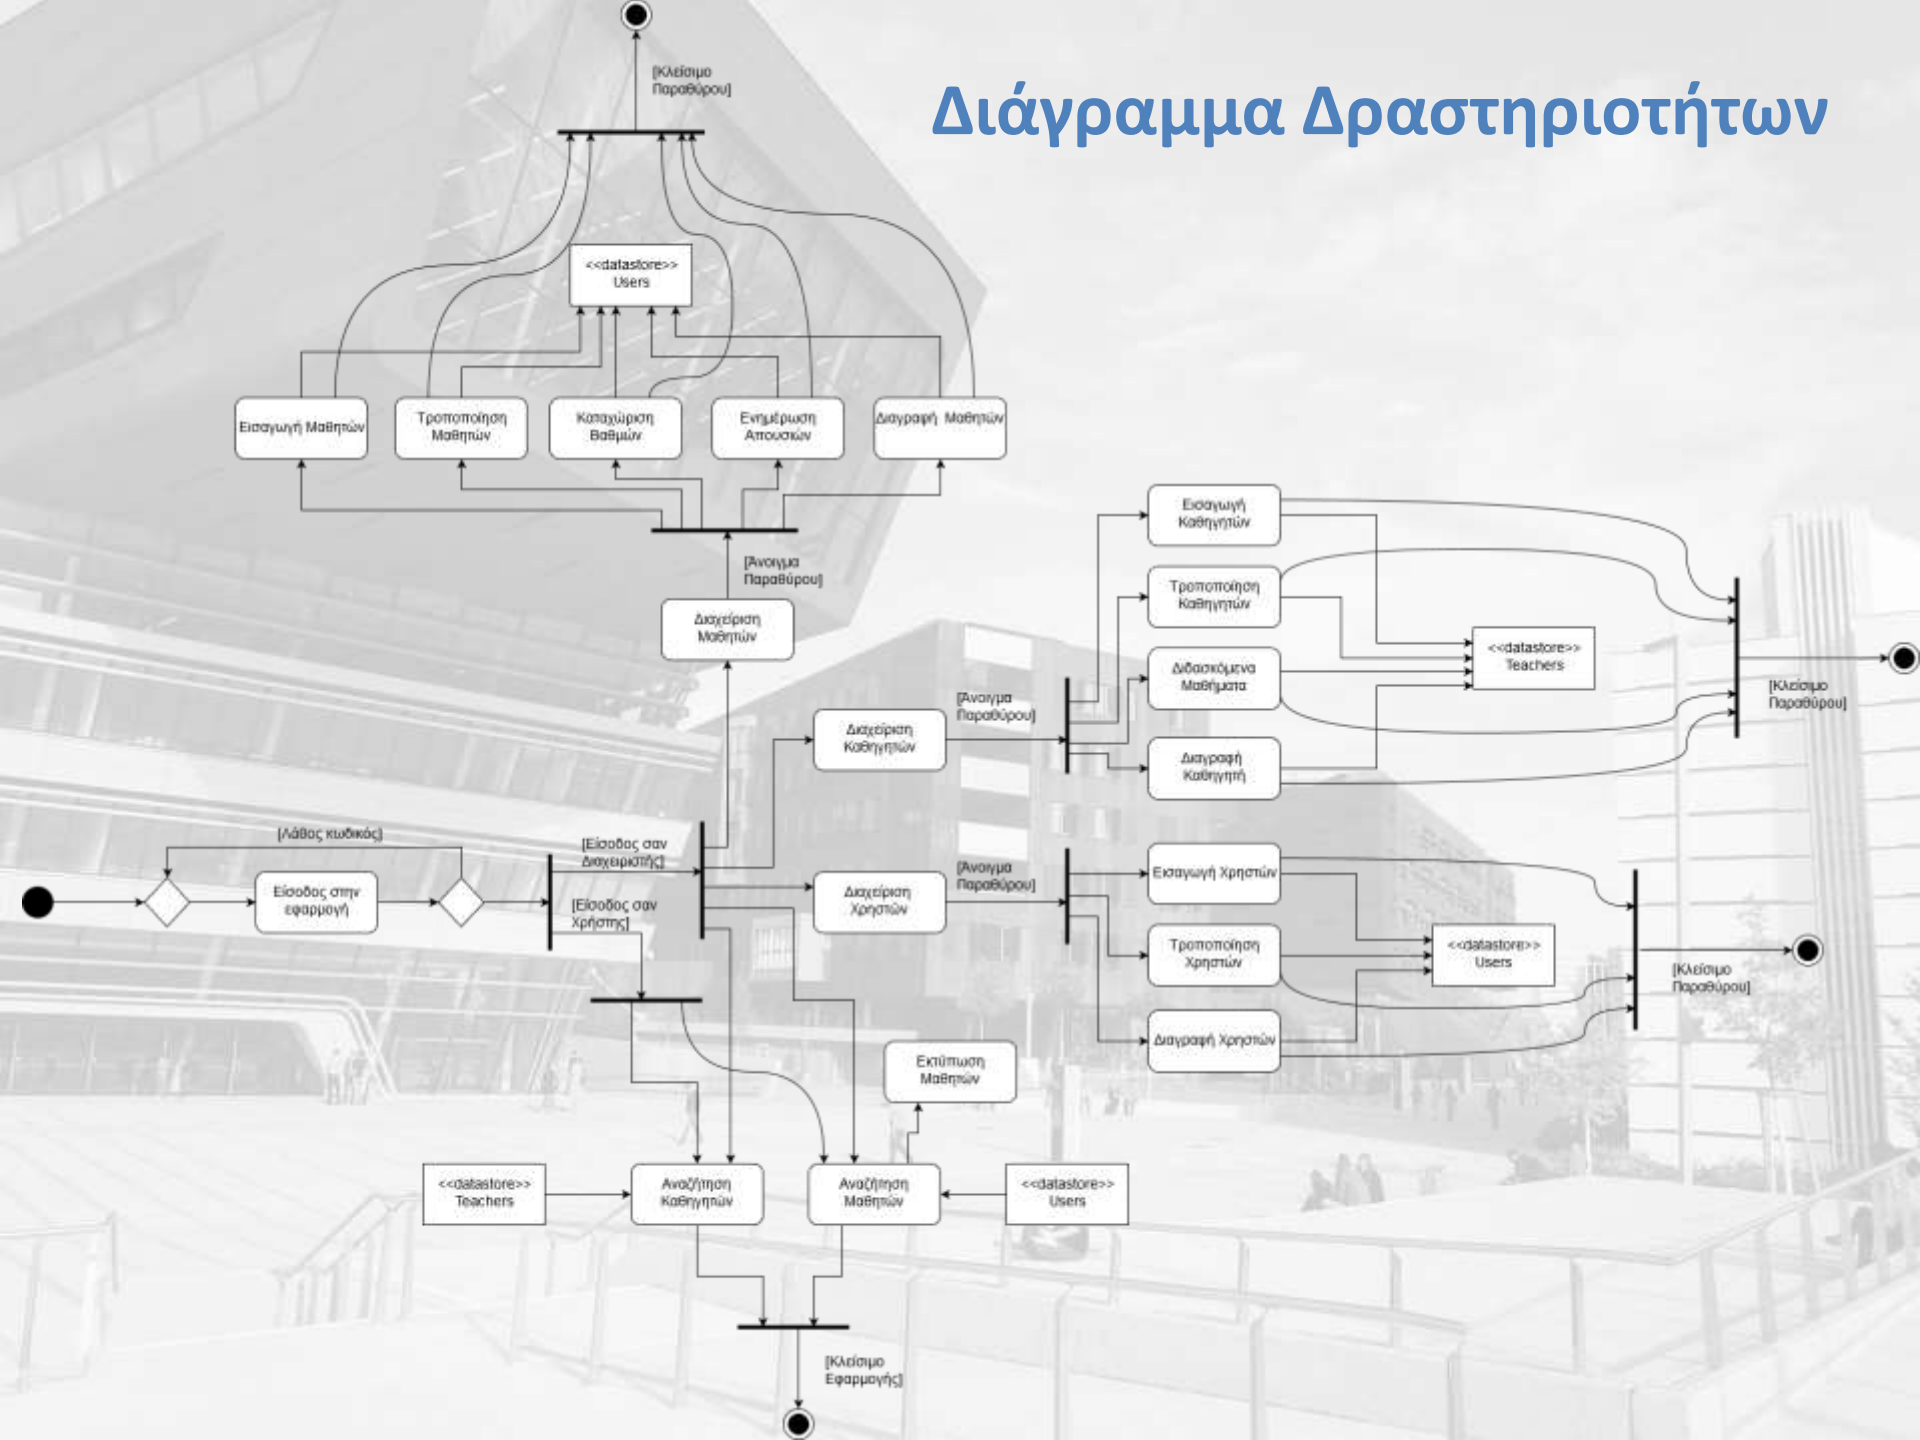 [Κλείσιμο
Παραθύρου]
Διάγραμμα Δραστηριοτήτων
<<datastore>>
Users
Εισαγωγή Μαθητών
Τροποποίηση
Μαθητών
Καταχώριση
Βαθμών
Ενημέρωση
Απουσιών
Διαγραφή Μαθητών
[Άνοιγμα
Παραθύρου]
Διαχείριση
Μαθητών
Εισαγωγή
Καθηγητών
Τροποποίηση
Καθηγητών
Διδασκόμενα
Μαθήματα
Διαγραφή
Καθηγητή
<<datastore>>
Teachers
[Κλείσιμο
Παραθύρου]
[Άνοιγμα
Παραθύρου]
Διαχείριση
Καθηγητών
[Λάθος κωδικός]
Είσοδος στην
εφαρμογή
[Είσοδος σαν
Διαχειριστής]
[Είσοδος σαν
Χρήστης]
Διαχείριση
Χρηστών
[Άνοιγμα
Παραθύρου]
Εισαγωγή Χρηστών
Τροποποίηση
Χρηστών
Διαγραφή Χρηστών
<<datastore>>
Users
[Κλείσιμο
Παραθύρου]
Εκτύπωση
Μαθητών
<<datastore>>
Teachers
Αναζήτηση
Καθηγητών
Αναζήτηση
Μαθητών
<<datastore>>
Users
[Κλείσιμο
Εφαρμογής]